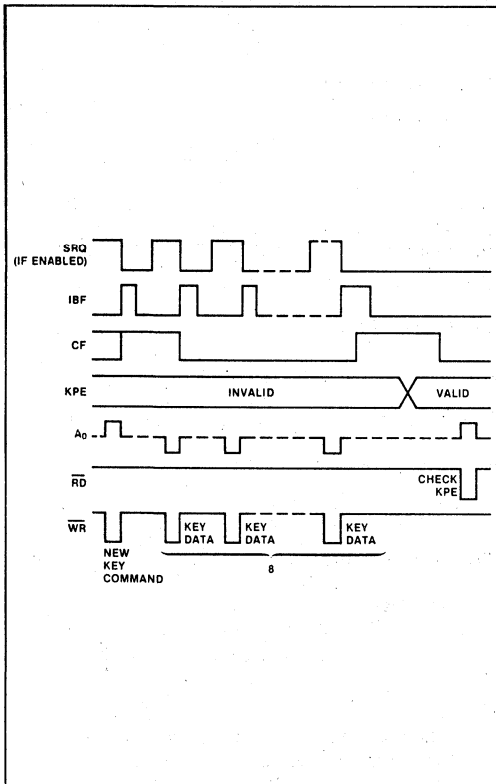 SRQ
(IF ENABLED)
IBF
CF
KPE
INVALID
VALID
A0
RD
CHECK
KPE
WR
KEY
DATA
KEY
DATA
KEY
DATA
NEW
KEY
COMMAND
8